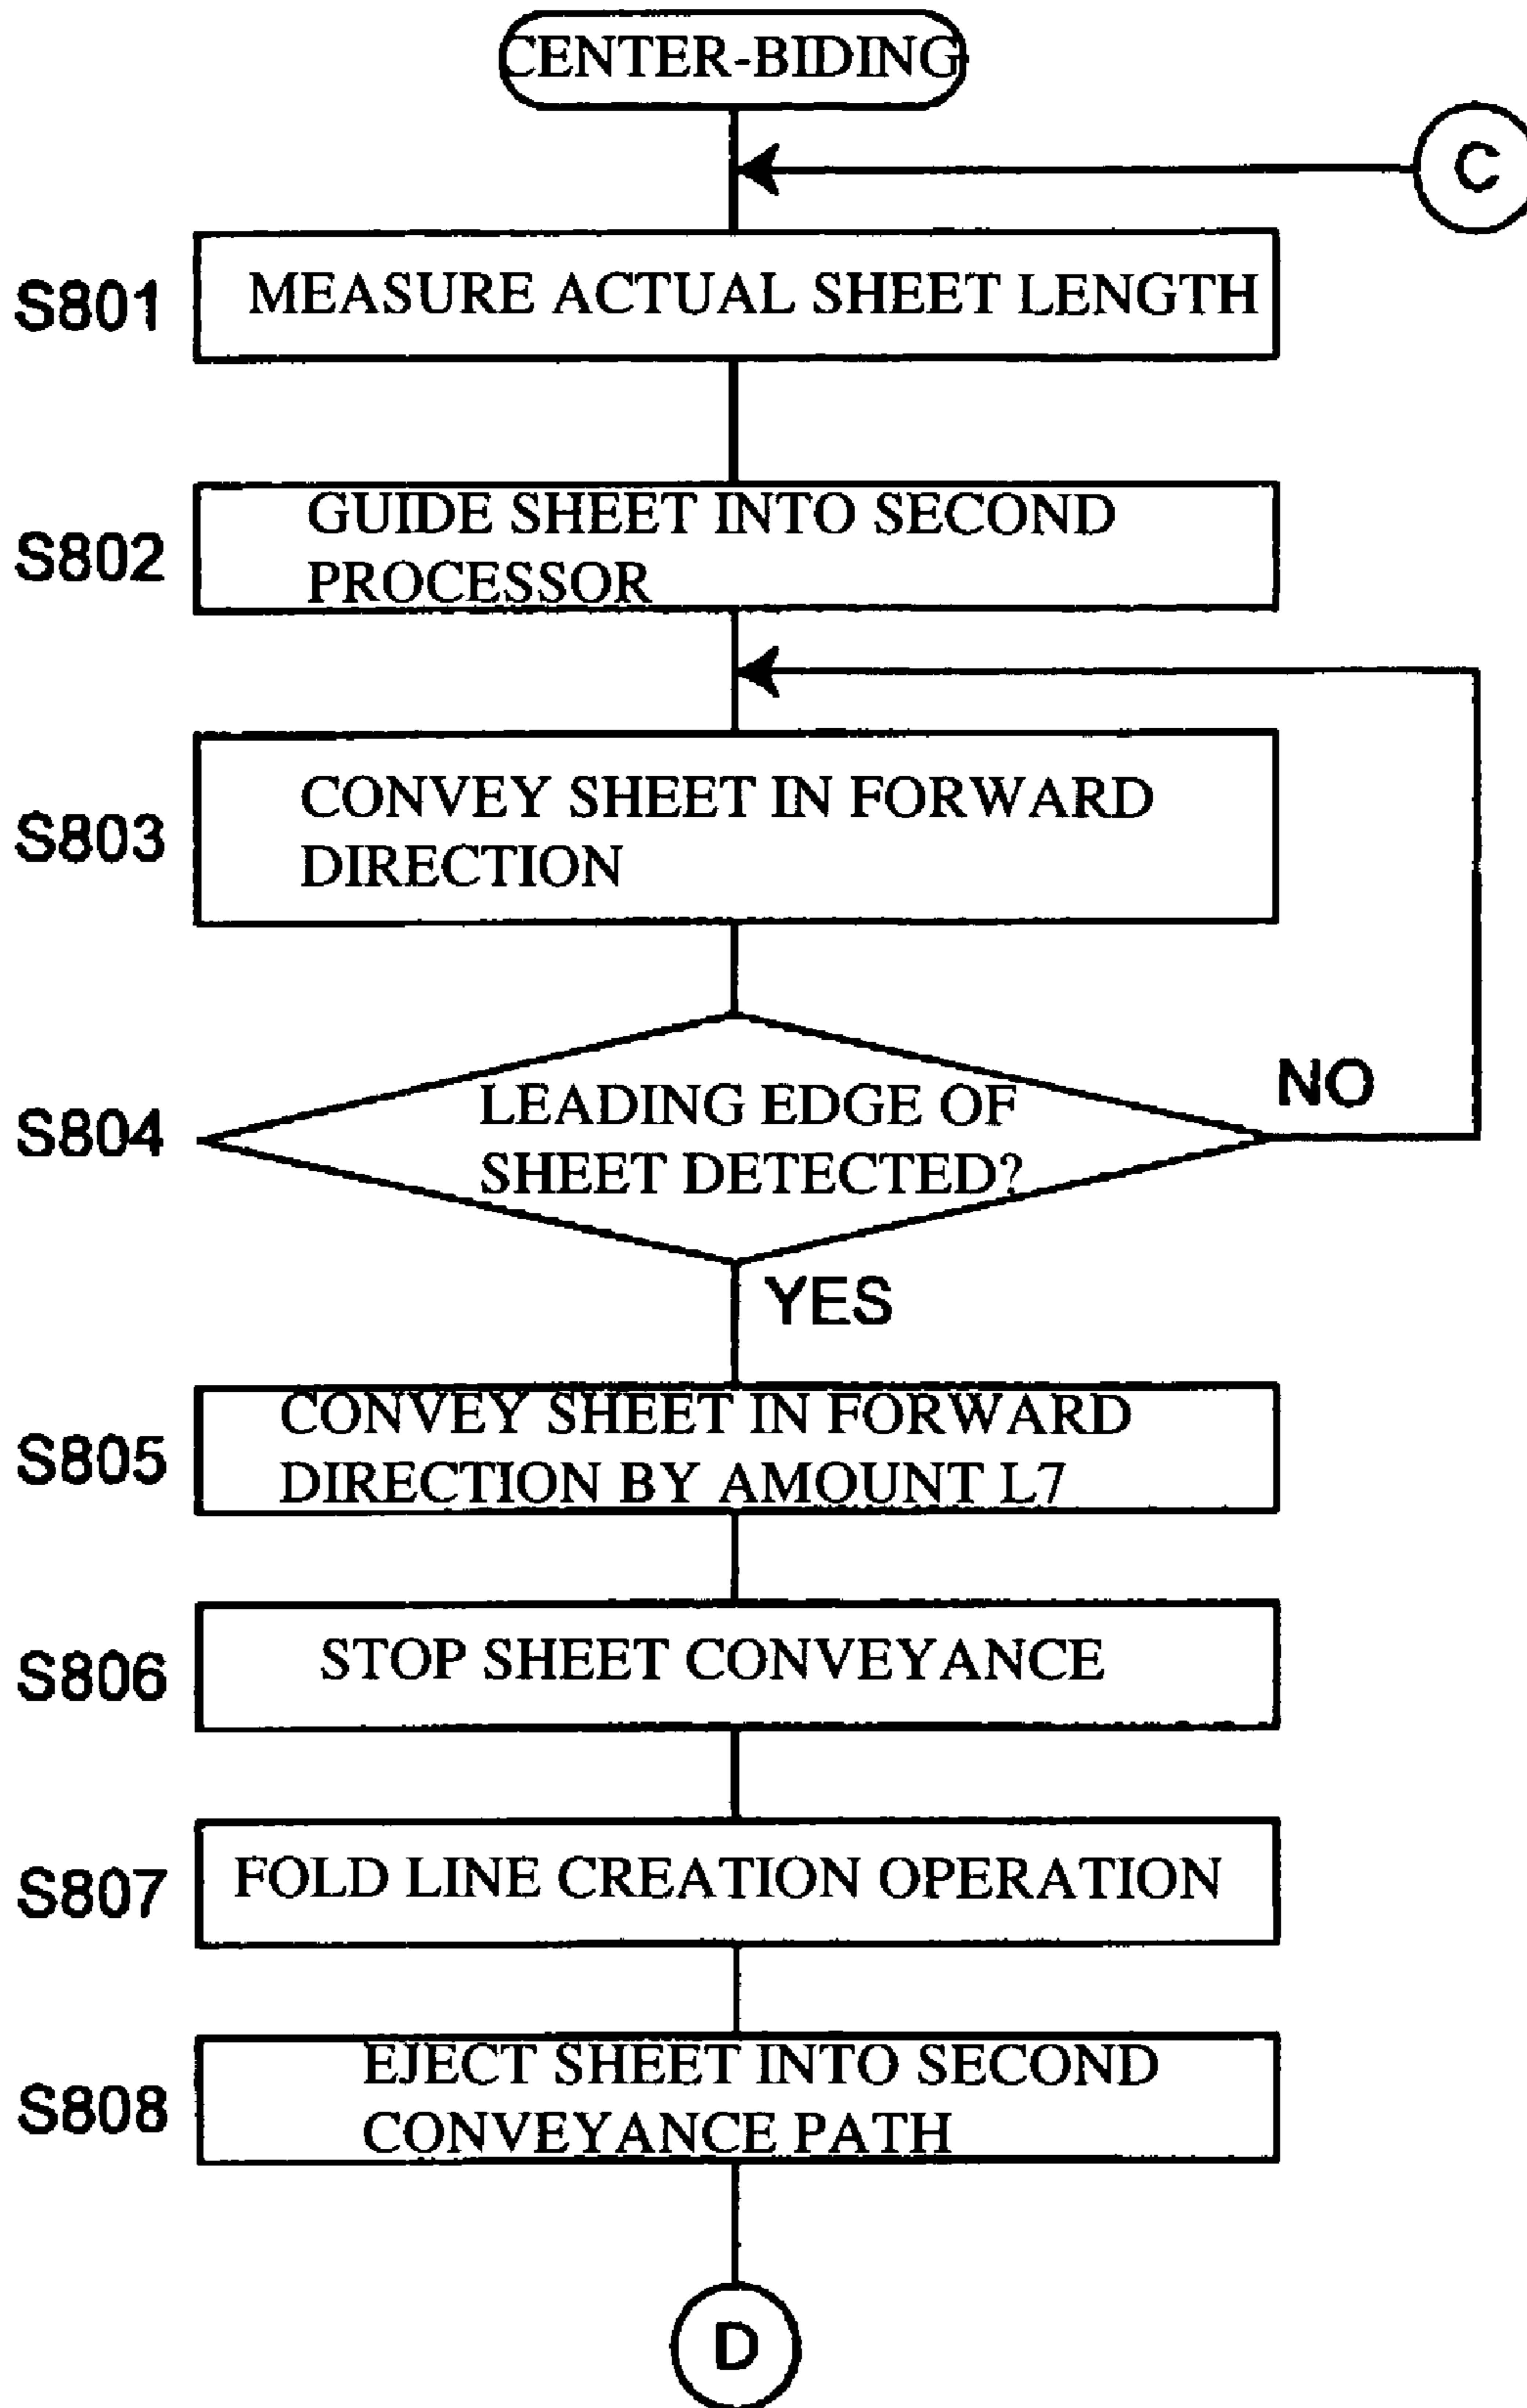 CENTER-BIDING
C
S801
MEASURE ACTUAL SHEET LENGTH
S802
GUIDE SHEET INTO SECOND
PROCESSOR
S803
CONVEY SHEET IN FORWARD
DIRECTION
S804
LEADING EDGE OF
SHEET DETECTED?
NO
YES
S805
CONVEY SHEET IN FORWARD
DIRECTION BY AMOUNT L7
S806
STOP SHEET CONVEYANCE
S807
FOLD LINE CREATION OPERATION
S808
EJECT SHEET INTO SECOND
CONVEYANCE PATH
D